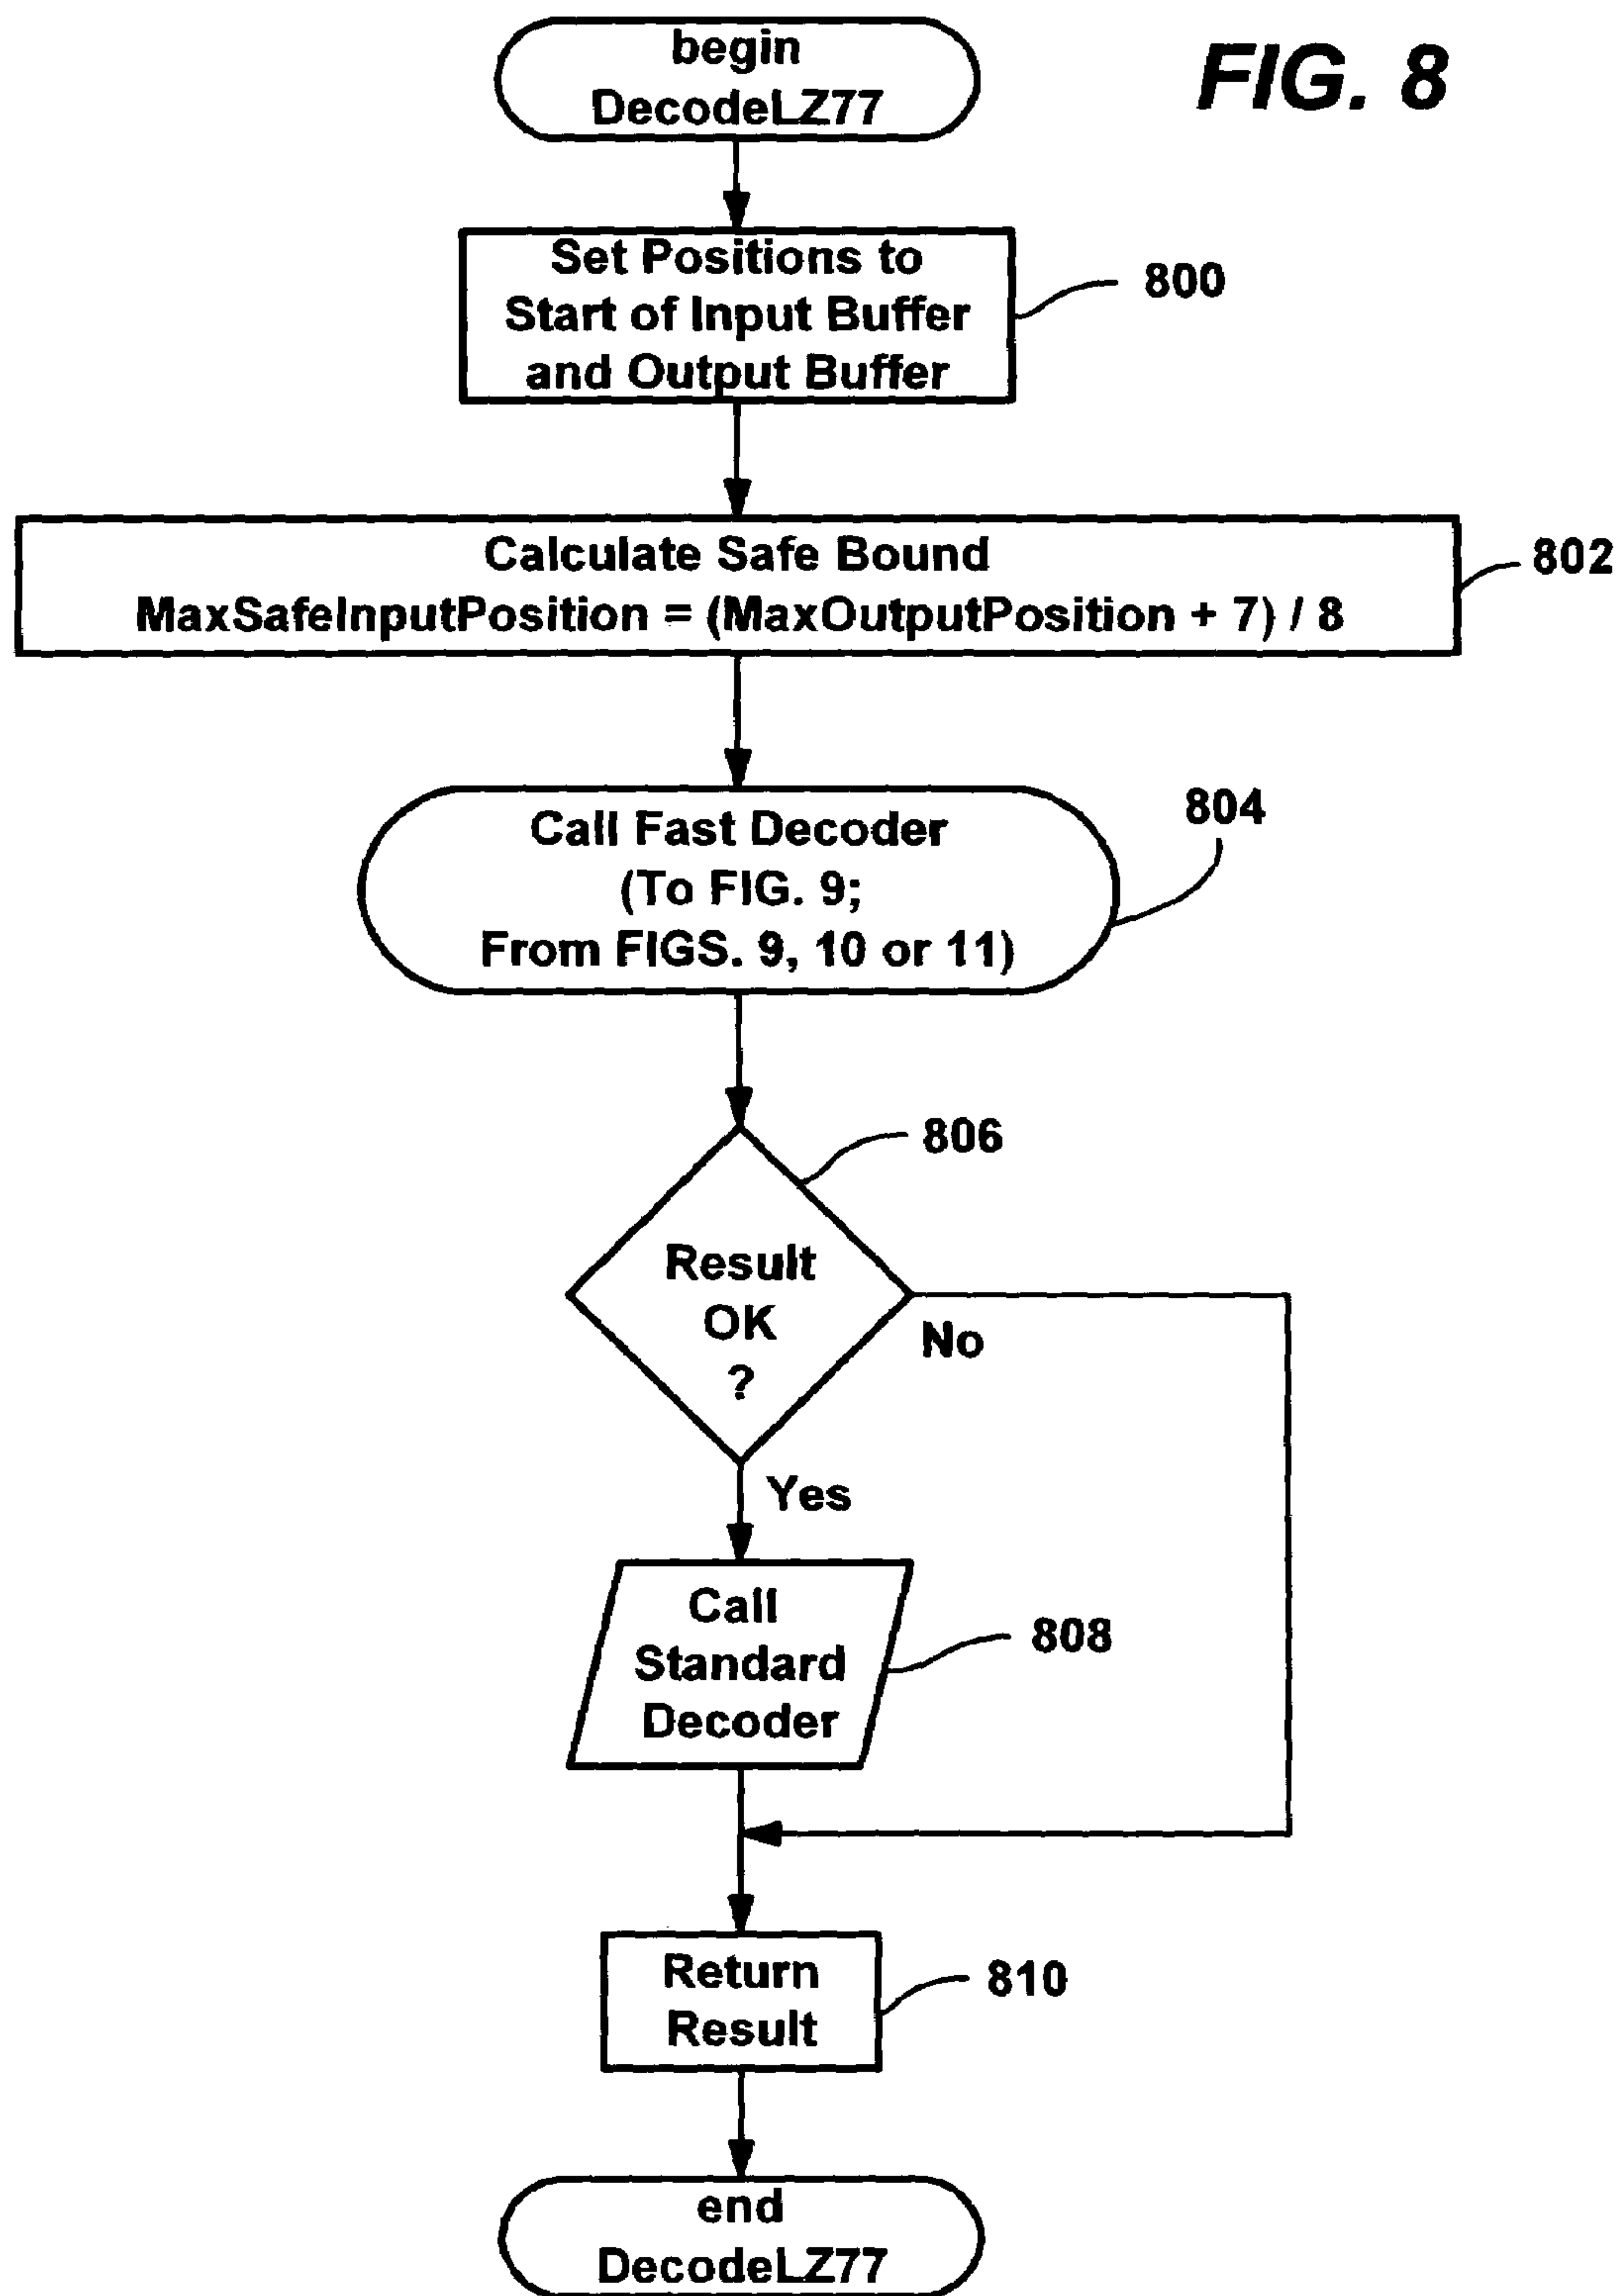 FIG. 8
begin
DecodeLZ77
Set Positions to
Start of Input Buffer
and Output Buffer
800
Calculate Safe Bound
MaxSafeInputPosition = (MaxOutputPosition + 7) / 8
802
Call Fast Decoder
(To FIG. 9;
From FIGS. 9, 10 or 11)
804
806
Result
OK
?
No
Yes
Call
Standard
Decoder
808
Return
Result
810
end
DecodeLZ77